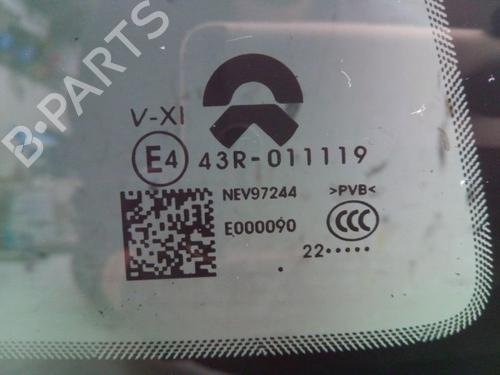 V-XI
E4 43R-011119
NEV97244 >PVB<
E000090 CCC
. 22•••••
B-PARTS